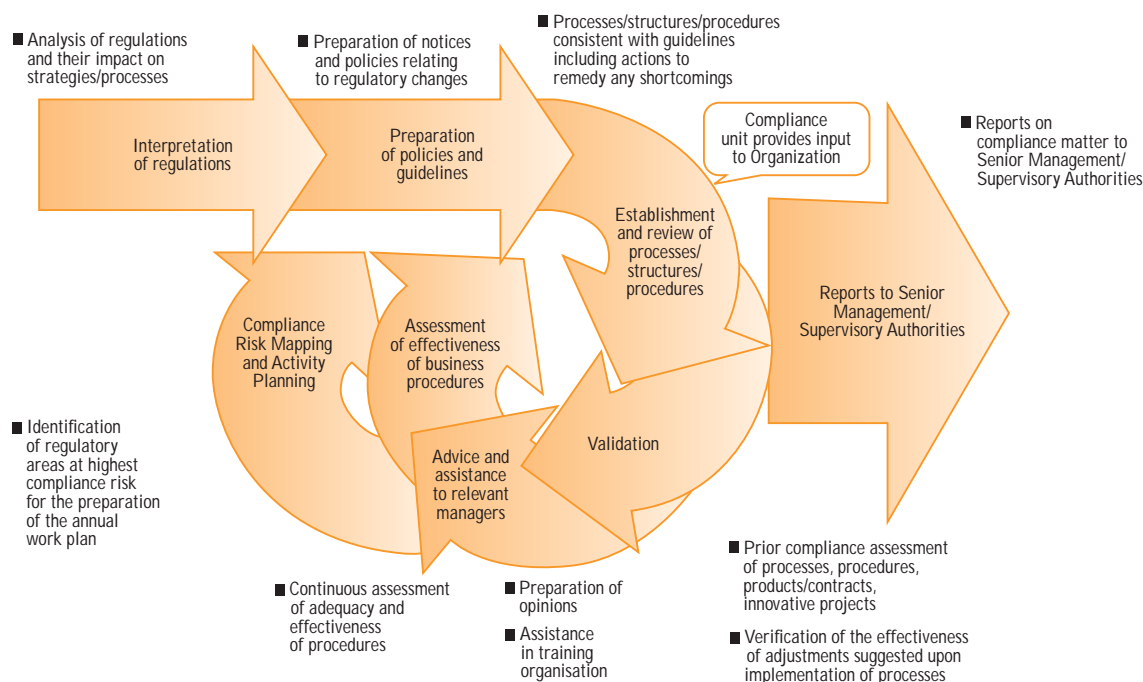 ■ Analysis of regulations
and their impact on
strategies/processes
■ Preparation of notices
and policies relating
to regulatory changes
■ Processes/structures/procedures
consistent with guidelines
including actions to
remedy any shortcomings
Interpretation
of regulations
Preparation
of policies and
guidelines
Compliance
unit provides input
to Organization
■ Reports on
compliance matter to
Senior Management/
Supervisory Authorities
Establishment
and review of
processes/
structures/
procedures
Reports to Senior
Management/
Supervisory Authorities
Compliance
Risk Mapping
and Activity
Planning
Assessment
of effectiveness
of business
procedures
Validation
Advice and
assistance
to relevant
managers
■ Identification
of regulatory
areas at highest
compliance risk
for the preparation
of the annual
work plan
■ Continuous assessment
of adequacy and
effectiveness
of procedures
■ Preparation of
opinions
■ Assistance
in training
organisation
■ Prior compliance assessment
of processes, procedures,
products/contracts,
innovative projects
■ Verification of the effectiveness
of adjustments suggested upon
implementation of processes